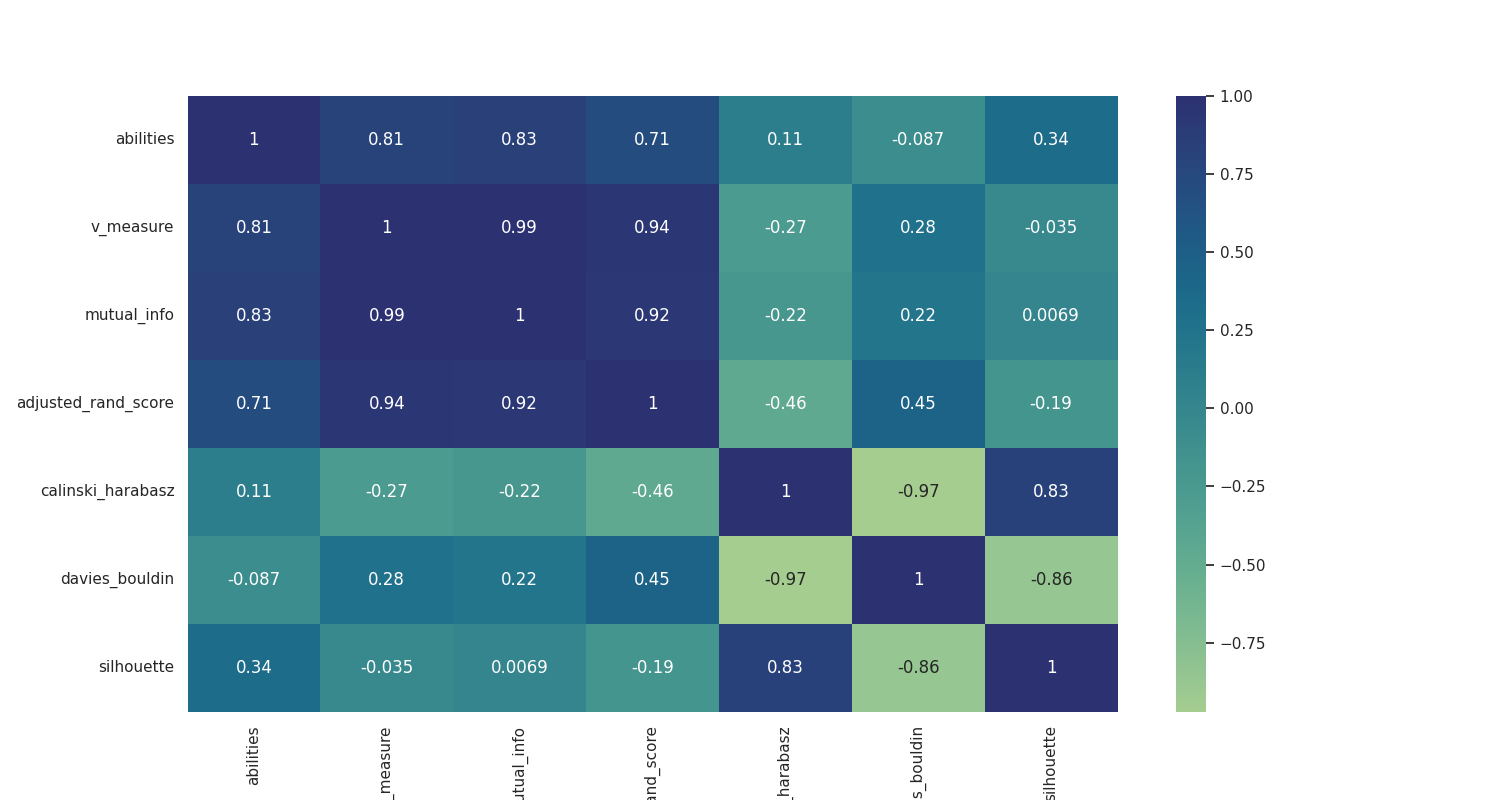 abilities 1 0.81 0.83 0.71 0.11 -0.087 0.34
v_measure 0.81 1 0.99 0.94 -0.27 0.28 -0.035
mutual_info 0.83 0.99 1 0.92 -0.22 0.22 0.0069
adjusted_rand_score 0.71 0.94 0.92 1 -0.46 0.45 -0.19
calinski_harabasz 0.11 -0.27 -0.22 -0.46 1 -0.97 0.83
davies_bouldin -0.087 0.28 0.22 0.45 -0.97 1 -0.86
silhouette 0.34 -0.035 0.0069 -0.19 0.83 -0.86 1
abilities
_measure
utual_info
and_score
_harabasz
s_bouldin
silhouette
1.00
0.75
0.50
0.25
0.00
−0.25
−0.50
−0.75